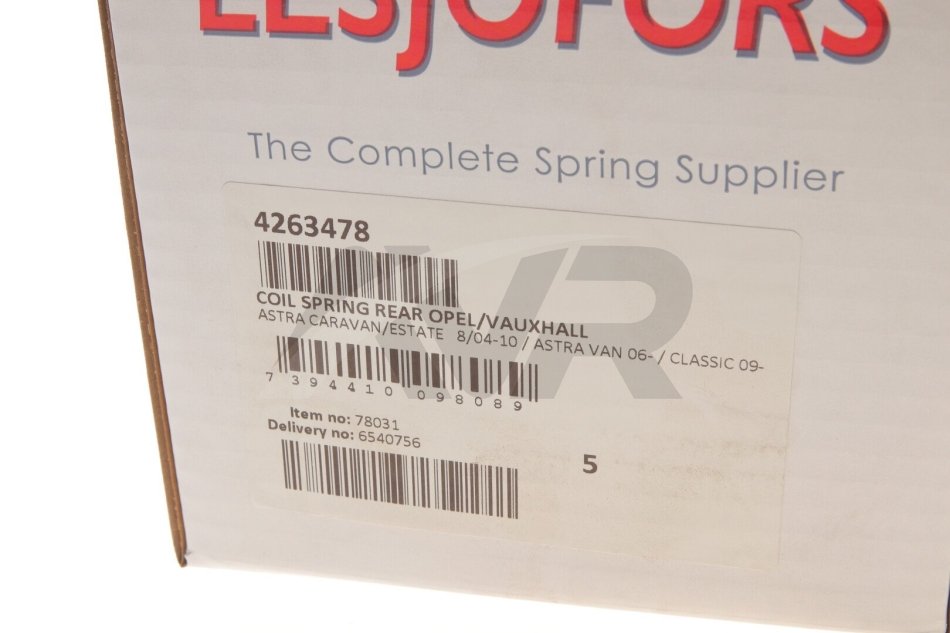 LESJÖFORS
The Complete Spring Supplier
4263478
COIL SPRING REAR OPEL/VAUXHALL
ASTRA CARAVAN/ESTATE 8/04-10 / ASTRA VAN 06- / CLASSIC 09-
7 394410 098089
Item no: 78031
Delivery no: 6540756
5